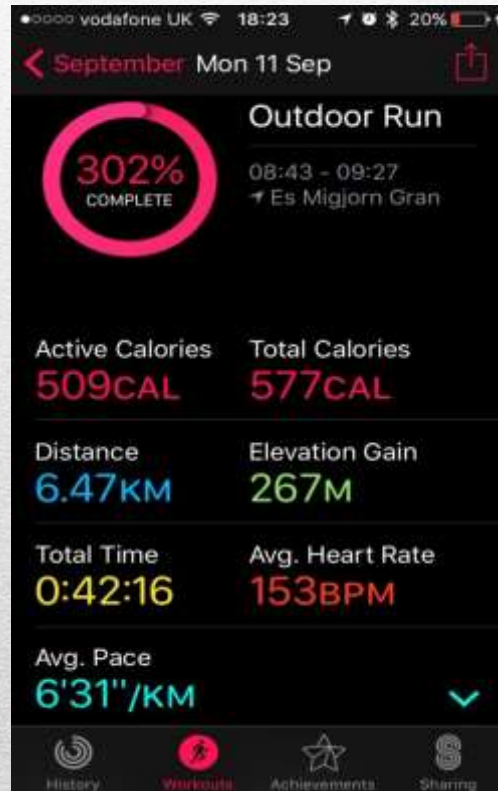 vodafone UK 18:23 20%
September Mon 11 Sep
302%
COMPLETE
Outdoor Run
08:43 - 09:27
Es Migjorn Gran
Active Calories Total Calories
509CAL 577CAL
Distance Elevation Gain
6.47KM 267M
Total Time Avg. Heart Rate
0:42:16 153BPM
Avg. Pace
6'31"/KM
History Workouts Achievements Sharing